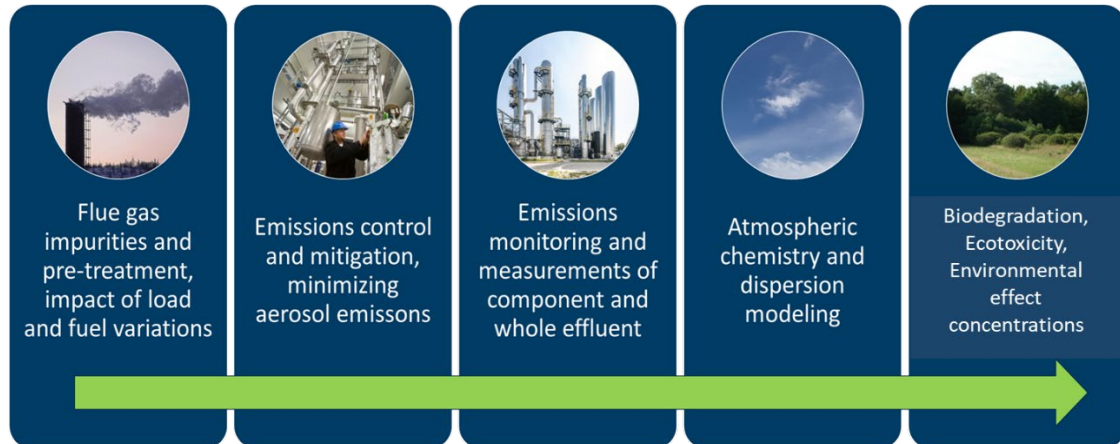 Flue gas
impurities and
pre-treatment,
impact of load
and fuel variations
Emissions control
and mitigation,
minimizing
aerosol emissons
Emissions
monitoring and
measurements of
component and
whole effluent
Atmospheric
chemistry and
dispersion
modeling
Biodegradation,
Ecotoxicity,
Environmental
effect
concentrations